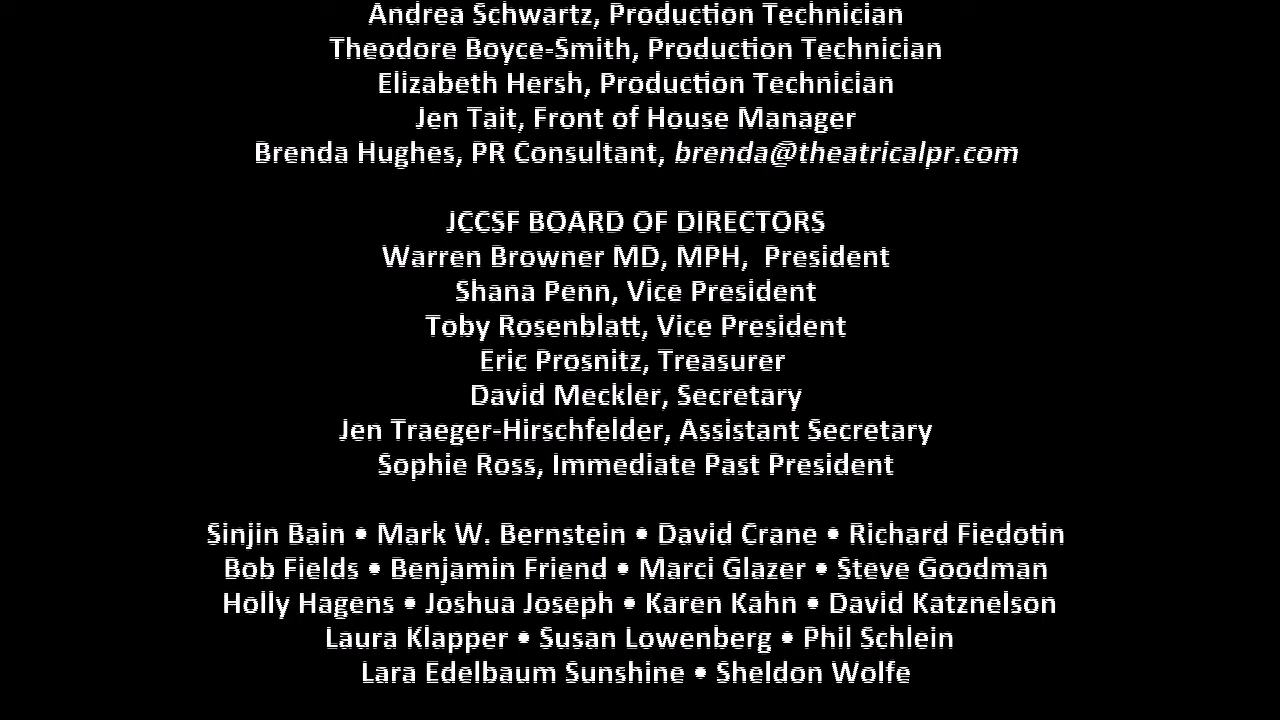 Andrea Schwartz, Production Technician
Theodore Boyce-Smith, Production Technician
Elizabeth Hersh, Production Technician
Jen Tait, Front of House Manager
Brenda Hughes, PR Consultant, brenda@theatricalpr.com
JCCSF BOARD OF DIRECTORS
Warren Browner MD, MPH,  President
Shana Penn, Vice President
Toby Rosenblatt, Vice President
Eric Prosnitz, Treasurer
David Meckler, Secretary
Jen Traeger-Hirschfelder, Assistant Secretary
Sophie Ross, Immediate Past President
Sinjin Bain • Mark W. Bernstein • David Crane • Richard Fiedotin
Bob Fields • Benjamin Friend • Marci Glazer • Steve Goodman
Holly Hagens • Joshua Joseph • Karen Kahn • David Katznelson
Laura Klapper • Susan Lowenberg • Phil Schlein
Lara Edelbaum Sunshine • Sheldon Wolfe